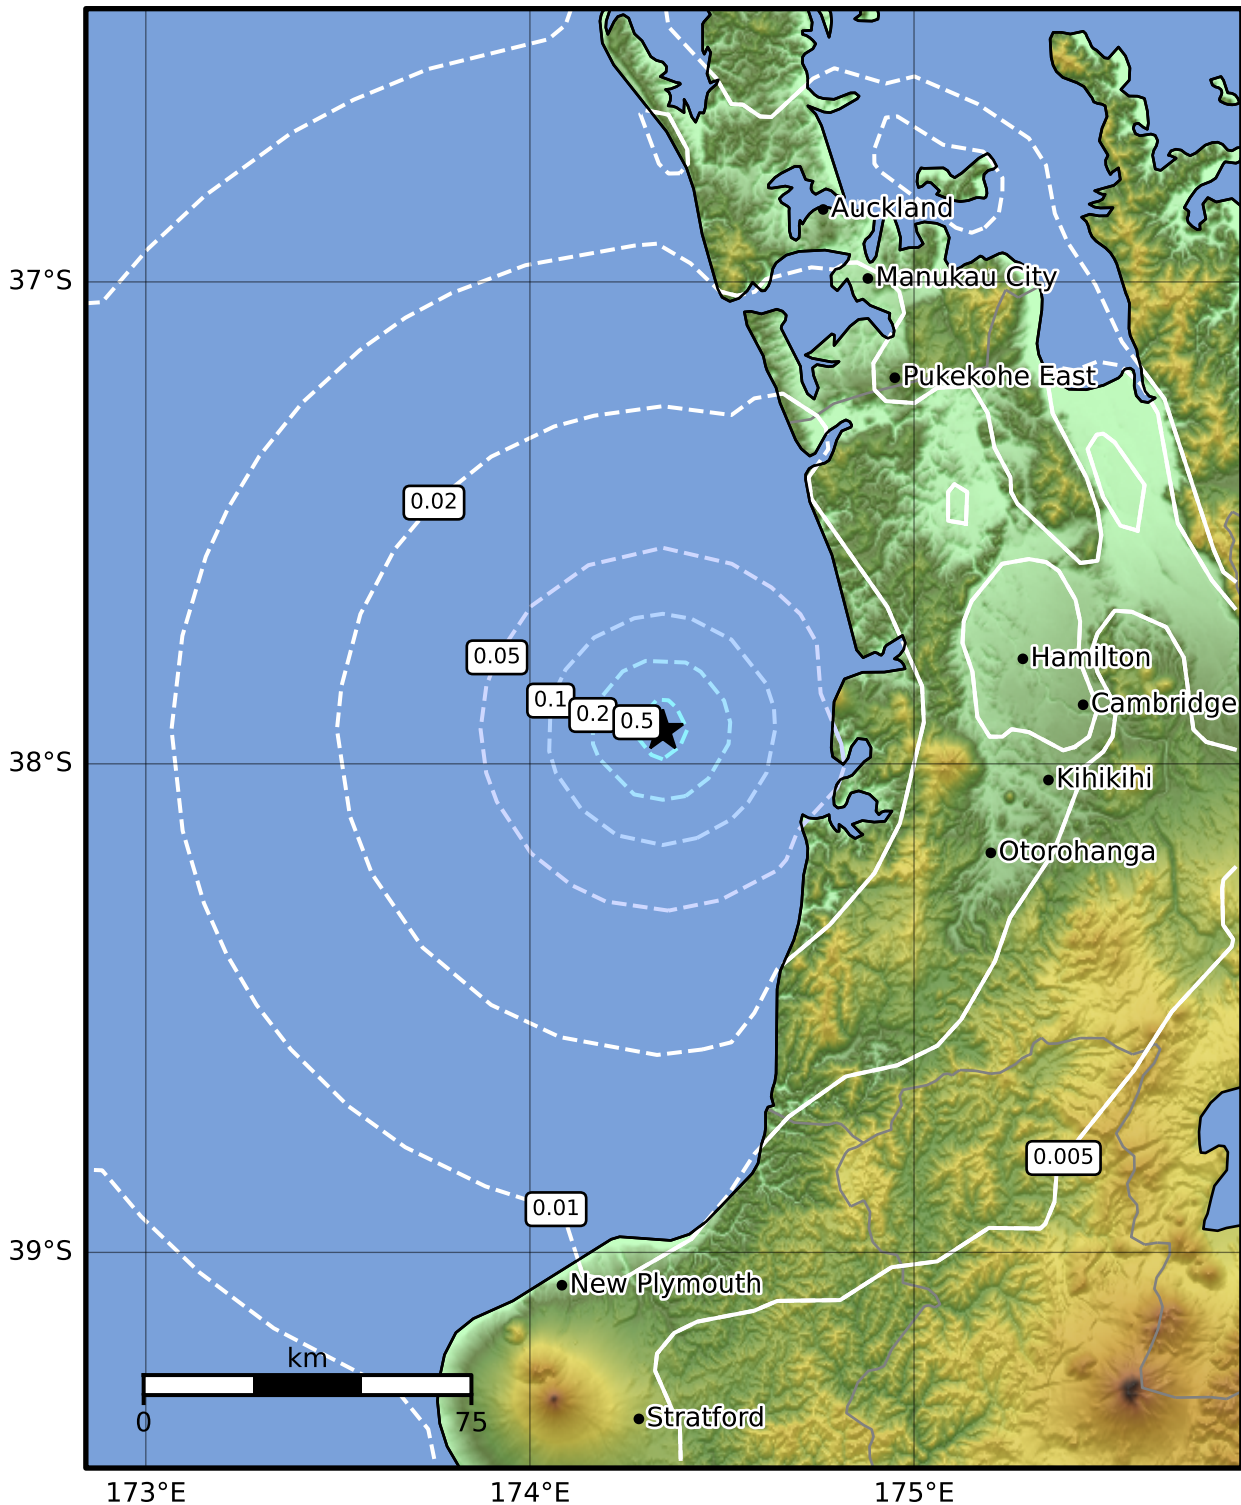 Auckland
37°S
Manukau City
Pukekohe East
0.02
0.05
Hamilton
0.1
Cambridge
0.2
0.5
38°S
Kihikihi
Otorohanga
0.005
0.01
39°S
New Plymouth
km
0
75
Stratford
173°E
174°E
175°E